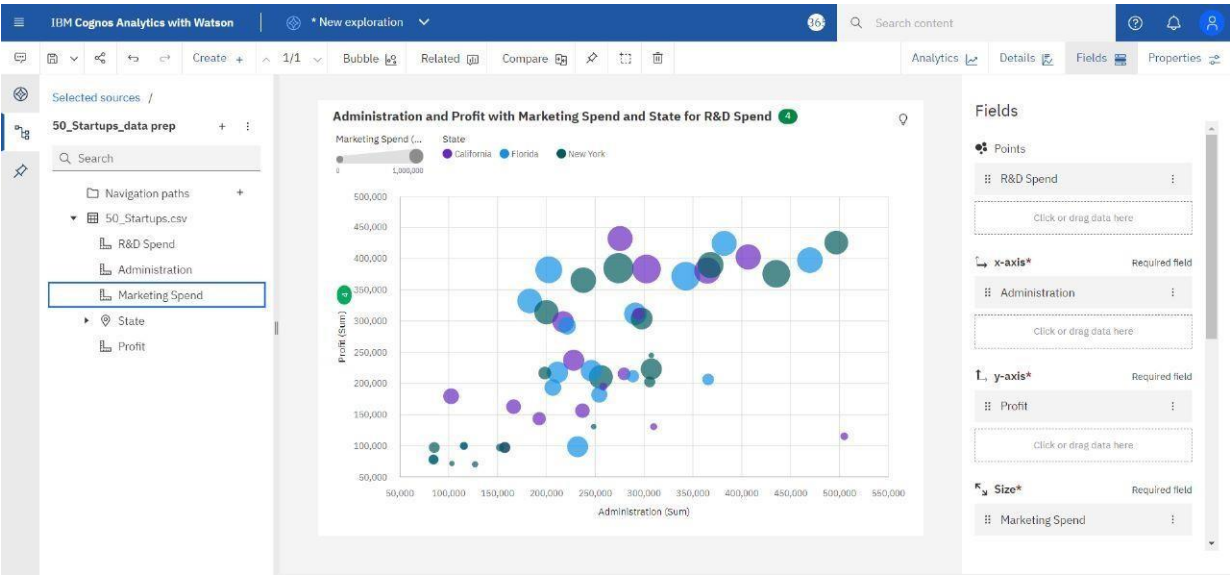 IBM Cognos Analytics with Watson
* New exploration
Search content
Create +
1/1
Bubble
Related
Compare
Analytics
Details
Fields
Properties
Selected sources /
50_Startups_data prep
Search
Navigation paths
50_Startups.csv
R&D Spend
Administration
Marketing Spend
State
Profit
Administration and Profit with Marketing Spend and State for R&D Spend 4
Marketing Spend (... State
California Florida New York
0 1,000,000
500,000
450,000
400,000
350,000
300,000
250,000
200,000
150,000
100,000
50,000
Profit (Sum)
50,000 100,000 150,000 200,000 250,000 300,000 350,000 400,000 450,000 500,000 550,000
Administration (Sum)
Fields
Points
R&D Spend
Click or drag data here
x-axis* Required field
Administration
Click or drag data here
y-axis* Required field
Profit
Click or drag data here
Size* Required field
Marketing Spend